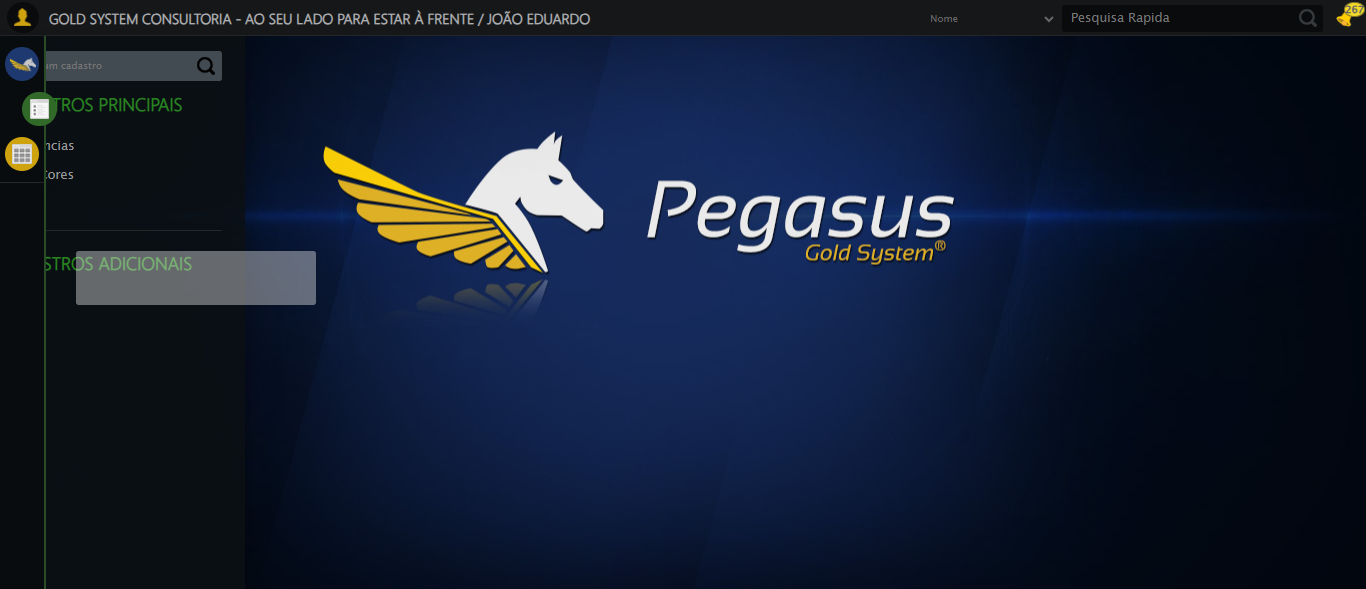 GOLD SYSTEM CONSULTORIA - AO SEU LADO PARA ESTAR À FRENTE / JOÃO EDUARDO
Nome
Pesquisa Rapida
267
um cadastro
TROS PRINCIPAIS
ncias
tores
STROS ADICIONAIS
Pegasus
Gold System®